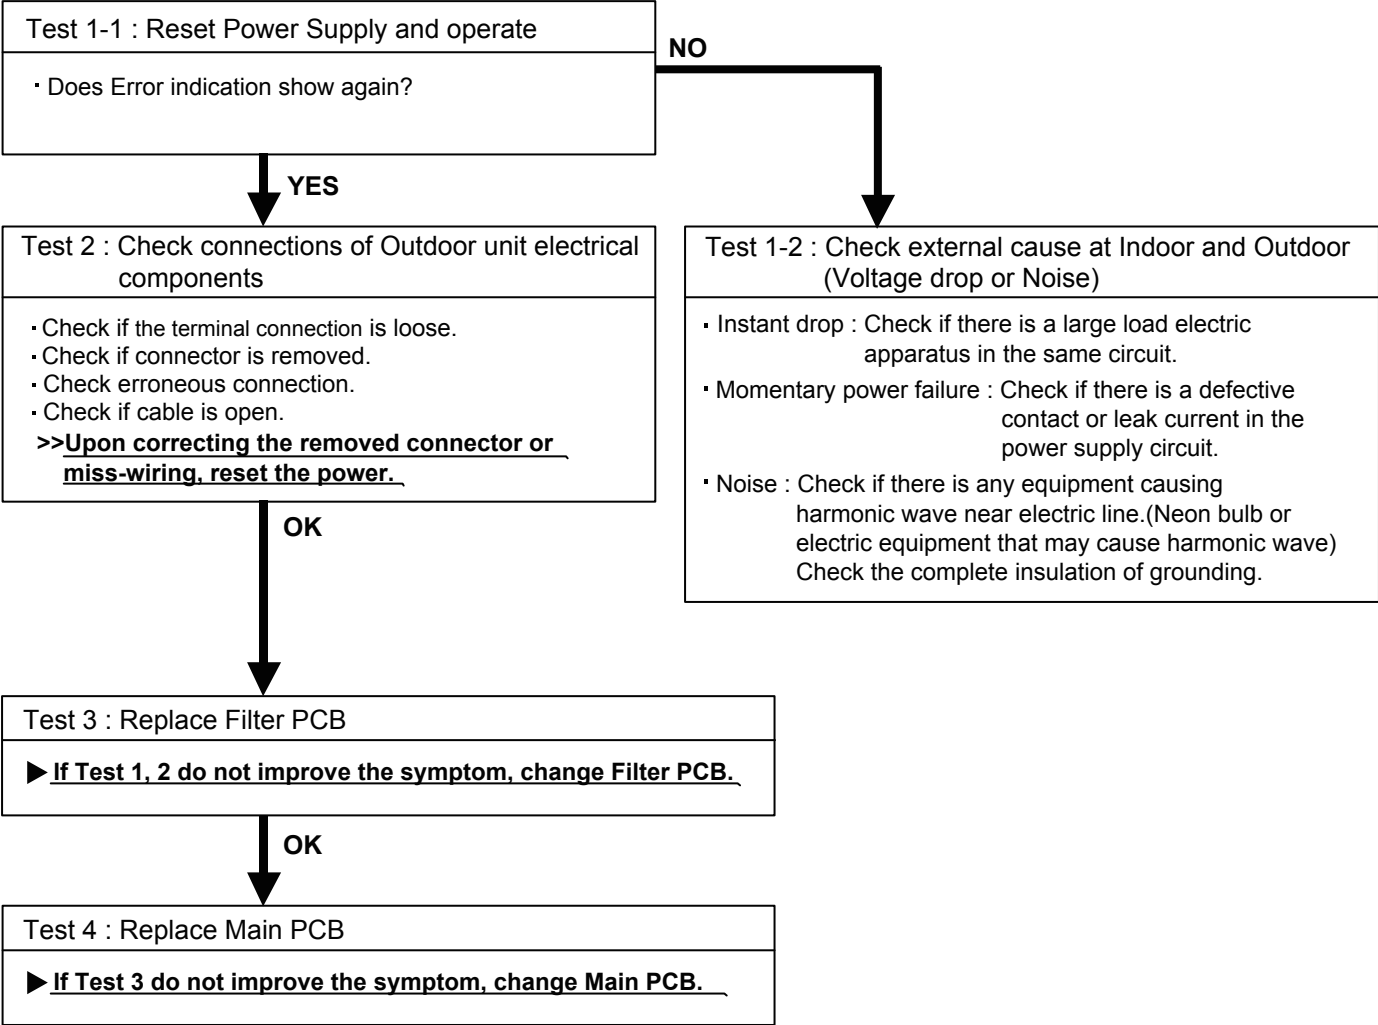 Test 1-1 : Reset Power Supply and operate
· Does Error indication show again?
NO
YES
Test 2 : Check connections of Outdoor unit electrical
components
· Check if the terminal connection is loose.
· Check if connector is removed.
· Check erroneous connection.
· Check if cable is open.
>>Upon correcting the removed connector or
miss-wiring, reset the power.
Test 1-2 : Check external cause at Indoor and Outdoor
(Voltage drop or Noise)
· Instant drop : Check if there is a large load electric
apparatus in the same circuit.
· Momentary power failure : Check if there is a defective
contact or leak current in the
power supply circuit.
· Noise : Check if there is any equipment causing
harmonic wave near electric line.(Neon bulb or
electric equipment that may cause harmonic wave)
Check the complete insulation of grounding.
OK
Test 3 : Replace Filter PCB
▶ If Test 1, 2 do not improve the symptom, change Filter PCB.
OK
Test 4 : Replace Main PCB
▶ If Test 3 do not improve the symptom, change Main PCB.